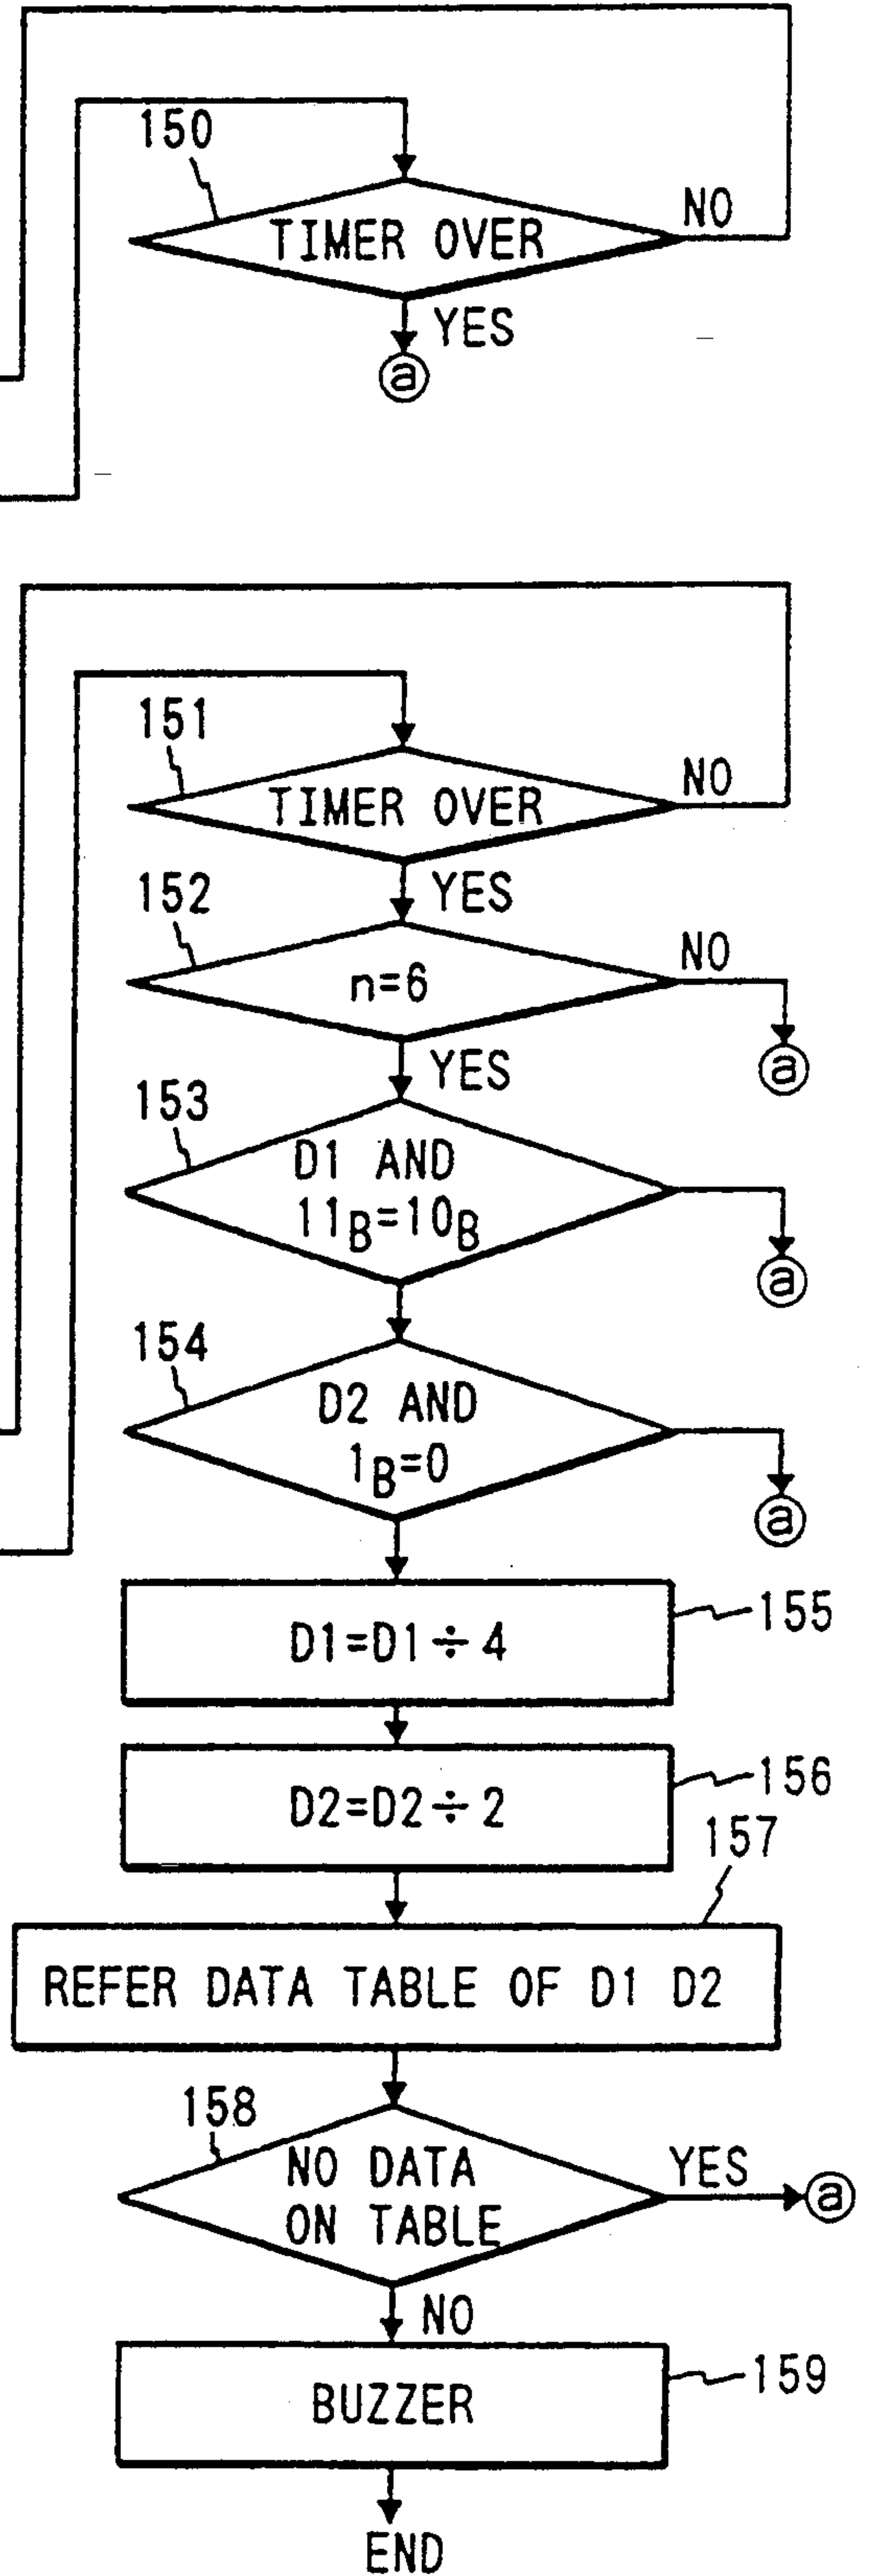 150
TIMER OVER
NO
YES
a
151
TIMER OVER
NO
YES
152
n=6
NO
a
YES
153
D1 AND
11B=10B
a
154
D2 AND
1B=0
a
D1=D1÷4
155
D2=D2÷2
156
157
REFER DATA TABLE OF D1 D2
158
NO DATA
ON TABLE
YES
a
NO
BUZZER
159
END